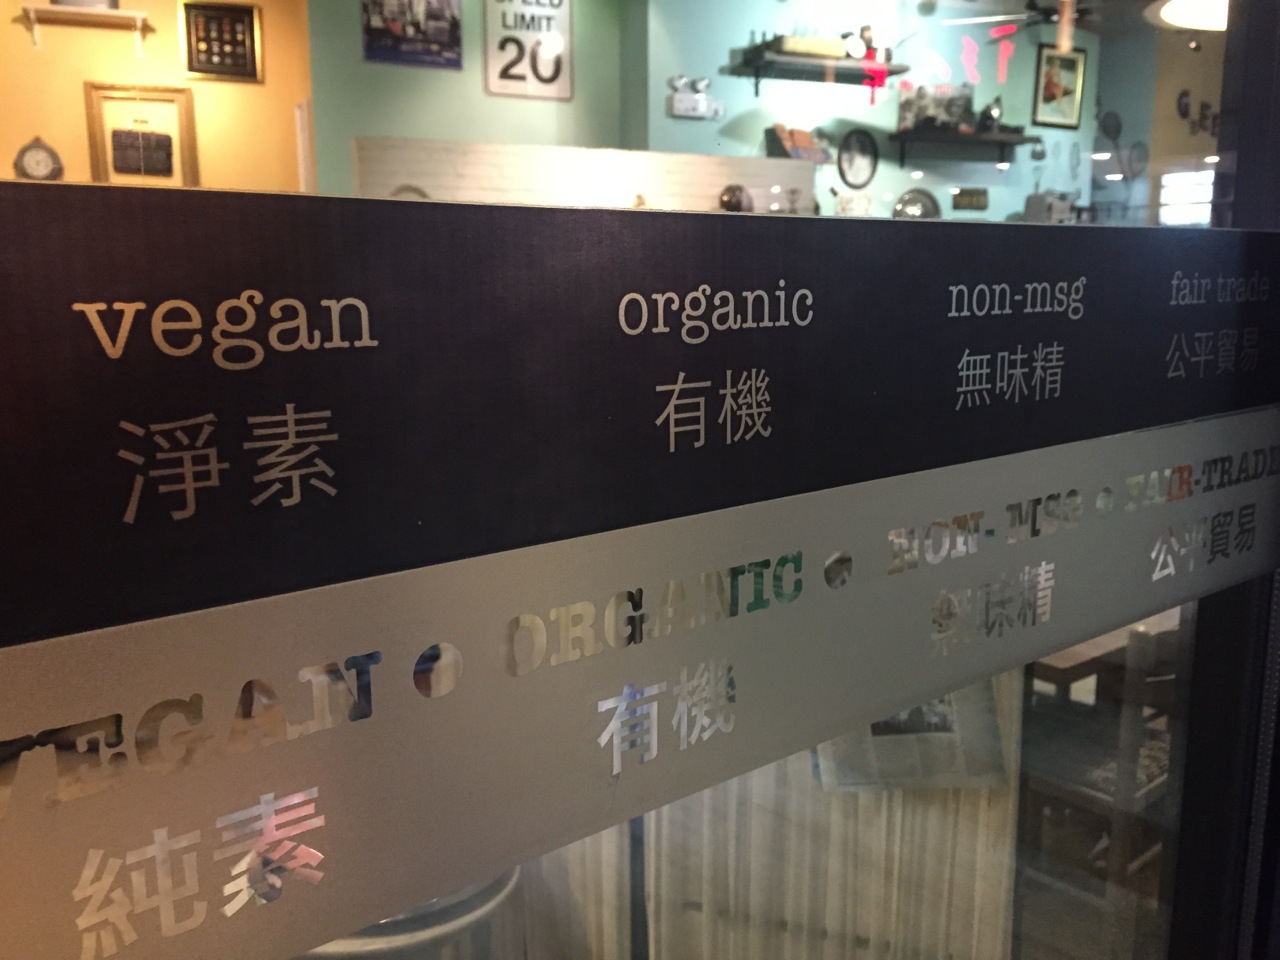 SPEED
LIMIT
20
vegan organic non-msg fair trade
淨素 有機 無味精 公平貿易
VEGAN • ORGANIC • NON-MSG • FAIR-TRADE
純素 有機 無味精 公平貿易